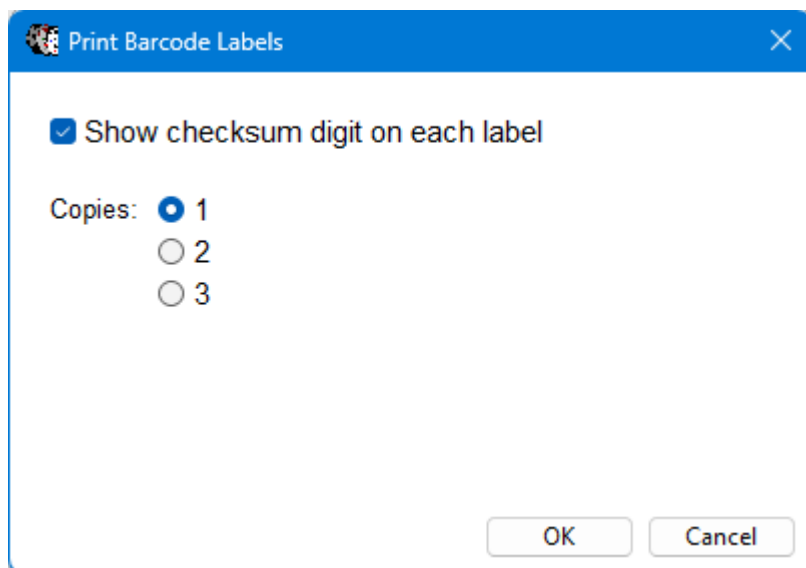 Print Barcode Labels
Show checksum digit on each label
Copies: 1
2
3
OK Cancel